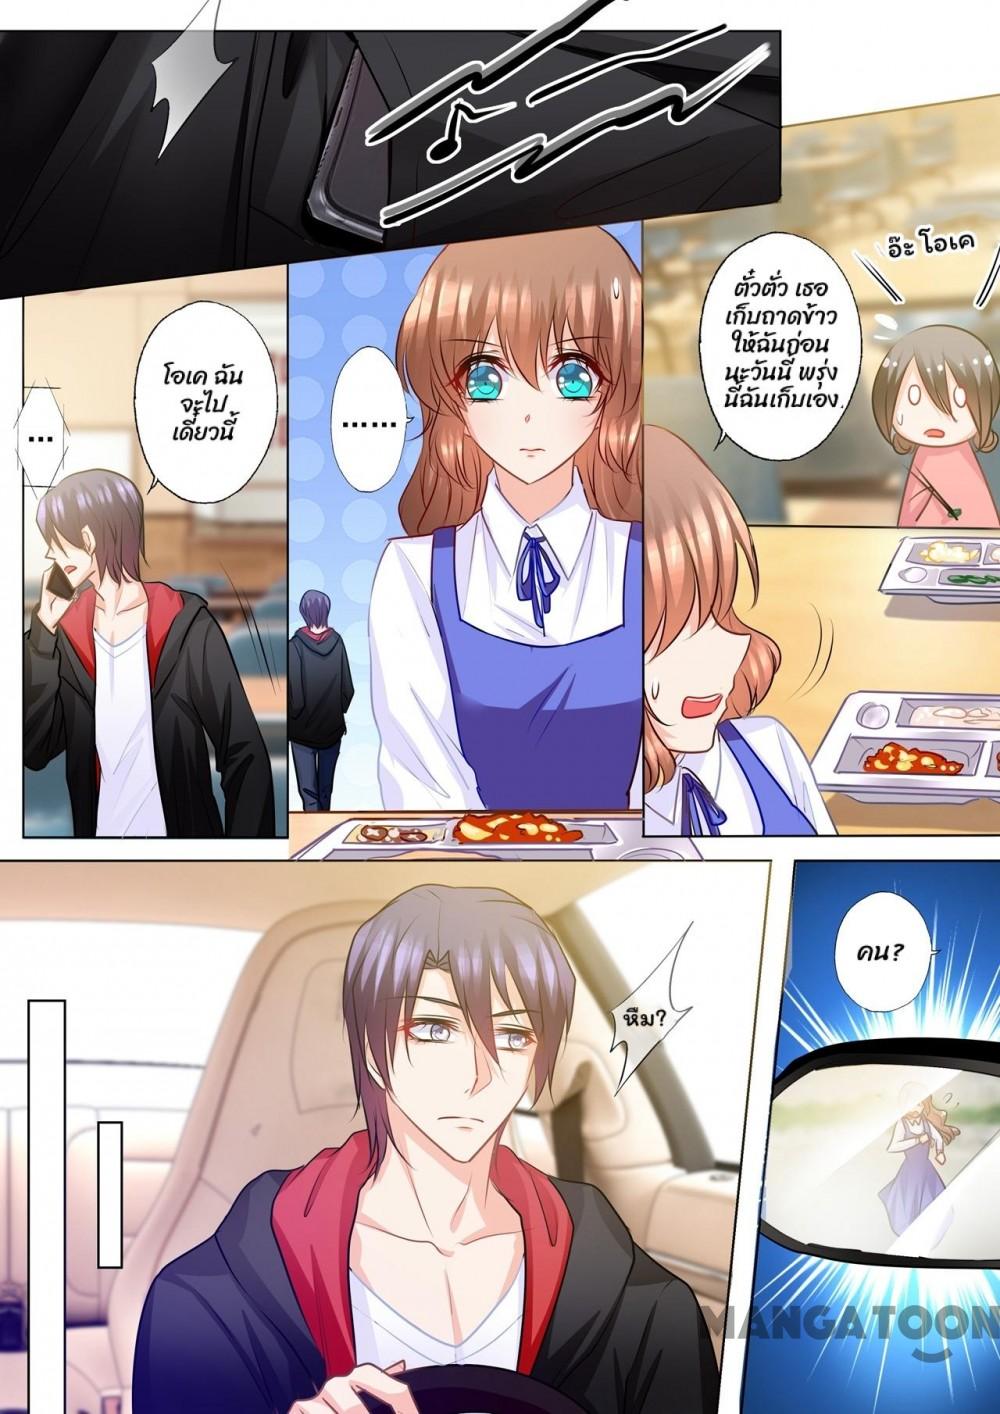 ...
โอเค ฉัน
จะไป
เดี๋ยวนี้
......
ตั๋วตั่ว เธอ
เก็บถาดข้าว
ให้ฉันก่อน
นะวันนี้ พรุ่ง
นี้ฉันเก็บเอง
อ๊ะ โอเค
หืม?
คน?
MANGATOON